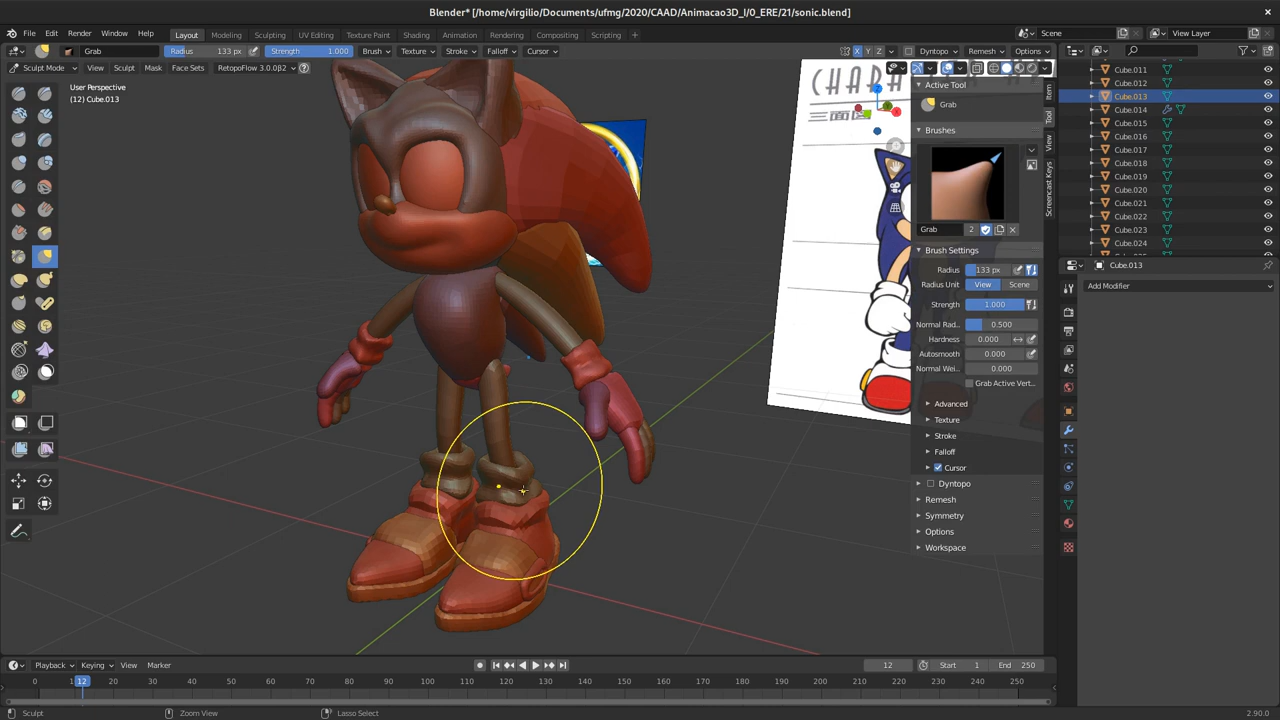 Blender* [/home/virgilio/Documents/ufmg/2020/CAAD/Animacao3D_I/0_ERE/21/sonic.blend]
File Edit Render Window Help Layout Modeling Sculpting UV Editing Texture Paint Shading Animation Rendering Compositing Scripting Scene View Layer
Grab Radius 133 px Strength 1.000 Brush Texture Stroke Falloff Cursor X Y Z Dyntopo Remesh Options
Sculpt Mode View Sculpt Mask Face Sets RetopoFlow 3.0.0β2
User Perspective
(12) Cube.013
Active Tool
Grab
Brushes
Grab 2
Brush Settings
Radius 133 px
Radius Unit View Scene
Strength 1.000
Normal Rad.. 0.500
Hardness 0.000
Autosmooth 0.000
Normal Wei.. 0.000
Grab Active Vert...
Advanced
Texture
Stroke
Falloff
Cursor
Dyntopo
Remesh
Symmetry
Options
Workspace
Item
Tool
View
Screencast Keys
Cube.011
Cube.012
Cube.013
Cube.014
Cube.015
Cube.016
Cube.017
Cube.018
Cube.019
Cube.020
Cube.021
Cube.022
Cube.023
Cube.024
Cube.013
Add Modifier
Playback Keying View Marker 12 Start 1 End 250
0 12 20 30 40 50 60 70 80 90 100 110 120 130 140 150 160 170 180 190 200 210 220 230 240 250
Sculpt Zoom View Lasso Select 2.90.0